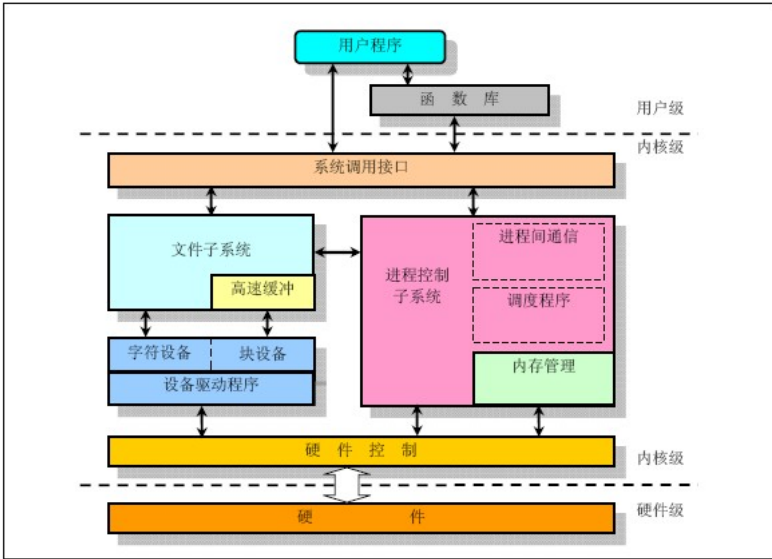 用户程序
函 数 库
用户级
内核级
系统调用接口
文件子系统
高速缓冲
进程控制
子系统
进程间通信
调度程序
内存管理
字符设备
块设备
设备驱动程序
硬 件 控 制
内核级
硬件级
硬 件